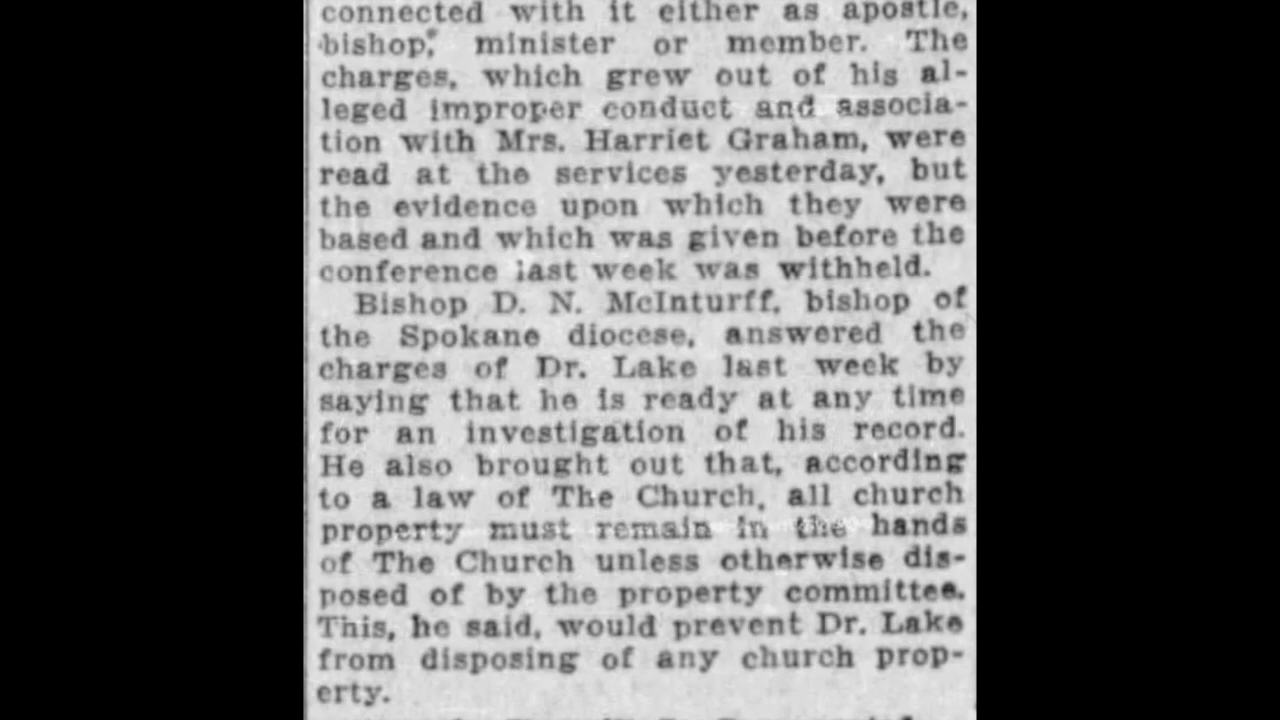 connected with it either as apostle,
bishop, minister or member. The
charges, which grew out of his al-
leged improper conduct and associa-
tion with Mrs. Harriet Graham, were
read at the services yesterday, but
the evidence upon which they were
based and which was given before the
conference last week was withheld.
Bishop D. N. McInturff, bishop of
the Spokane diocese, answered the
charges of Dr. Lake last week by
saying that he is ready at any time
for an investigation of his record.
He also brought out that, according
to a law of The Church, all church
property must remain in the hands
of The Church unless otherwise dis-
posed of by the property committee.
This, he said, would prevent Dr. Lake
from disposing of any church prop-
erty.